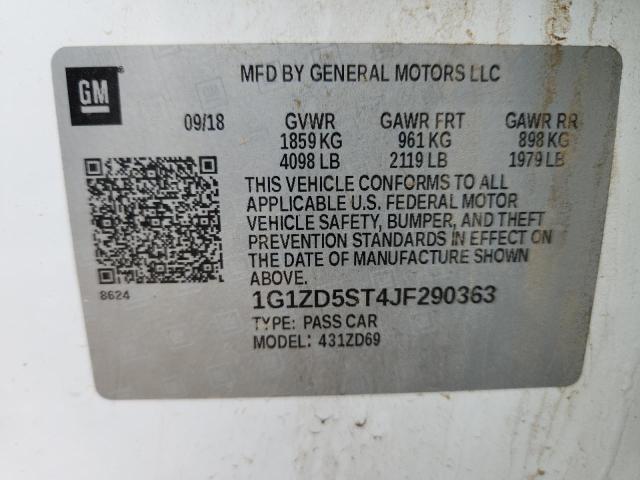 GM
MFD BY GENERAL MOTORS LLC
09/18 GVWR GAWR FRT GAWR RR
1859 KG 961 KG 898 KG
4098 LB 2119 LB 1979 LB
THIS VEHICLE CONFORMS TO ALL
APPLICABLE U.S. FEDERAL MOTOR
VEHICLE SAFETY, BUMPER, AND THEFT
PREVENTION STANDARDS IN EFFECT ON
THE DATE OF MANUFACTURE SHOWN
ABOVE.
8624
1G1ZD5ST4JF290363
TYPE: PASS CAR
MODEL: 431ZD69